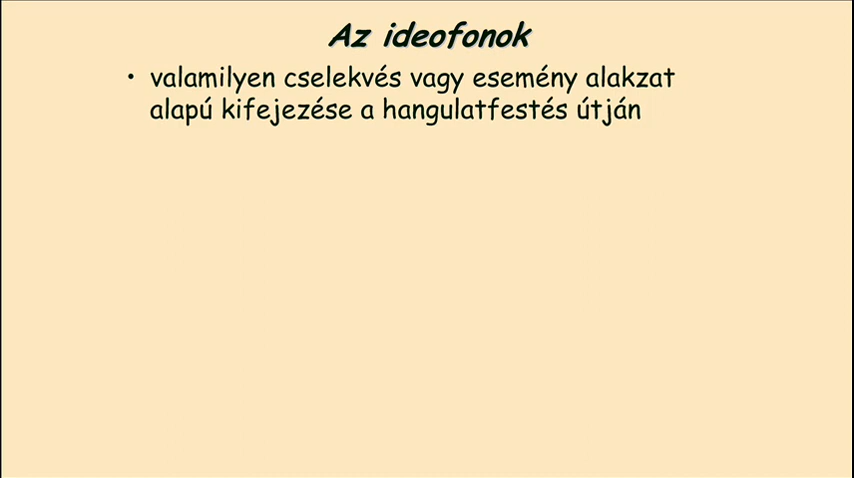 Az ideofonok
• valamilyen cselekvés vagy esemény alakzat
alapú kifejezése a hangulatfestés útján